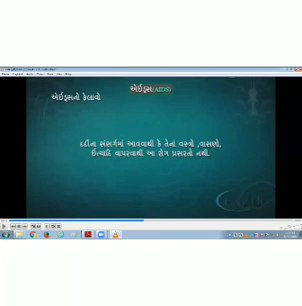 એઈડ્સ(AIDS)
એઈડ્સનો ફેલાવો
દર્દીના સંસર્ગમાં આવવાથી કે તેનાં વસ્ત્રો ,વાસણો,
ઈત્યાદિ વાપરવાથી આ રોગ પ્રસરતો નથી.